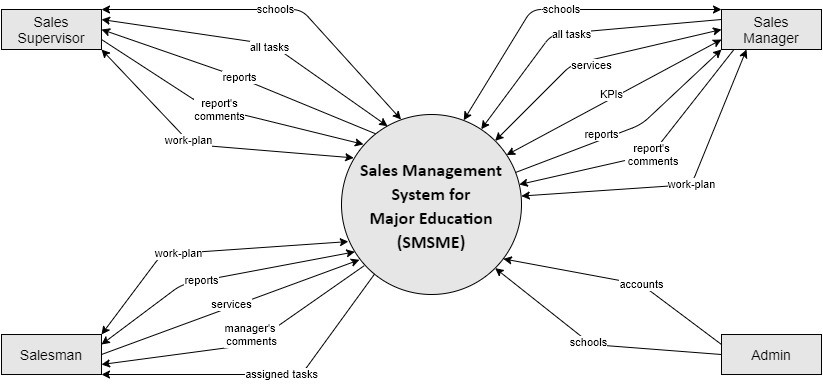 Sales
Supervisor
schools
all tasks
reports
report's
comments
work-plan
schools
all tasks
services
KPIs
reports
report's
comments
work-plan
Sales
Manager
Sales Management
System for
Major Education
(SMSME)
work-plan
reports
services
manager's
comments
assigned tasks
Salesman
accounts
schools
Admin